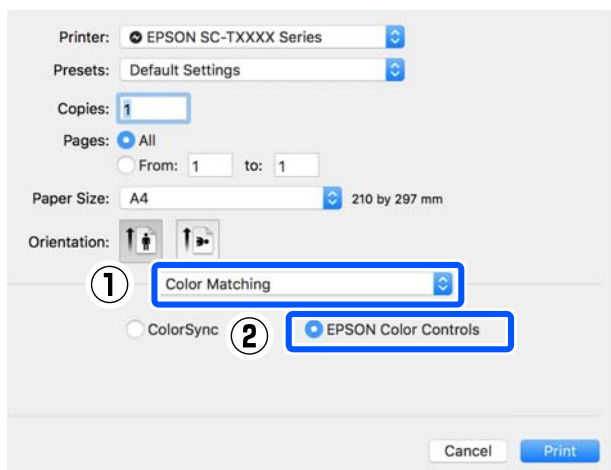 Printer: EPSON SC-TXXXX Series
Presets: Default Settings
Copies: 1
Pages: All
From: 1 to: 1
Paper Size: A4 210 by 297 mm
Orientation:
① Color Matching
ColorSync ② EPSON Color Controls
Cancel Print